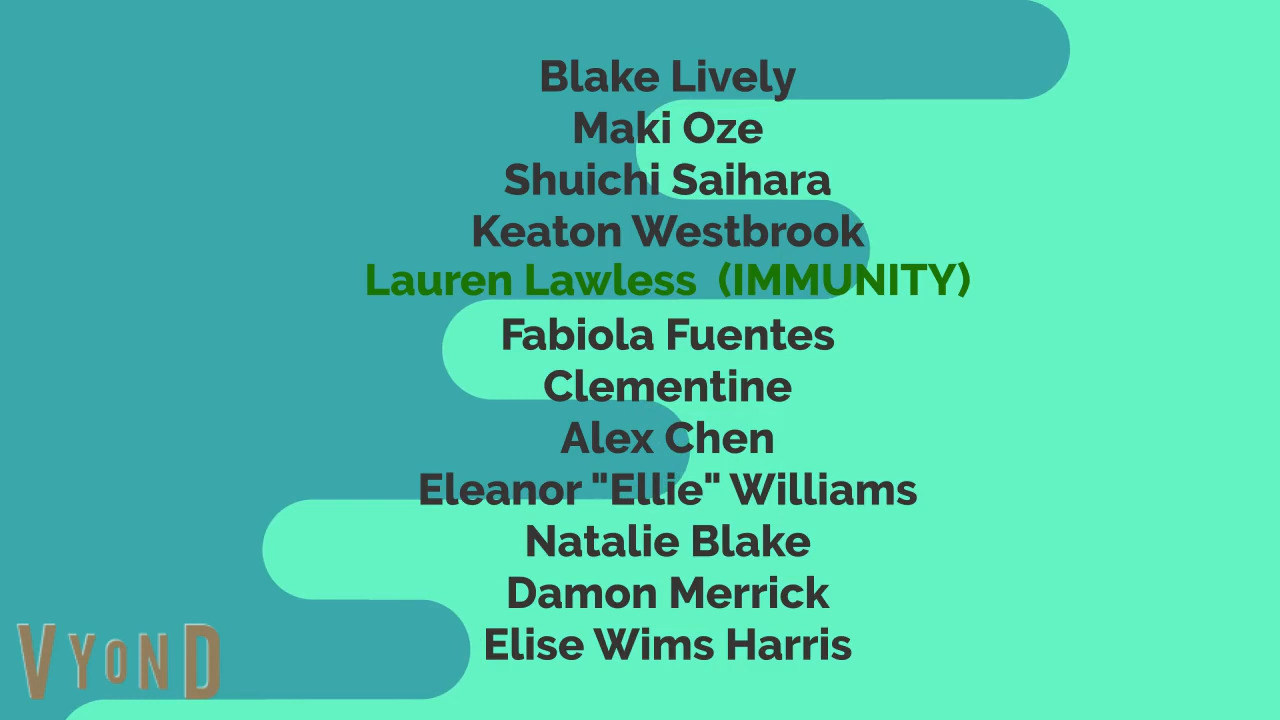 Blake Lively
Maki Oze
Shuichi Saihara
Keaton Westbrook
Lauren Lawless (IMMUNITY)
Fabiola Fuentes
Clementine
Alex Chen
Eleanor "Ellie" Williams
Natalie Blake
Damon Merrick
Elise Wims Harris
VYOND